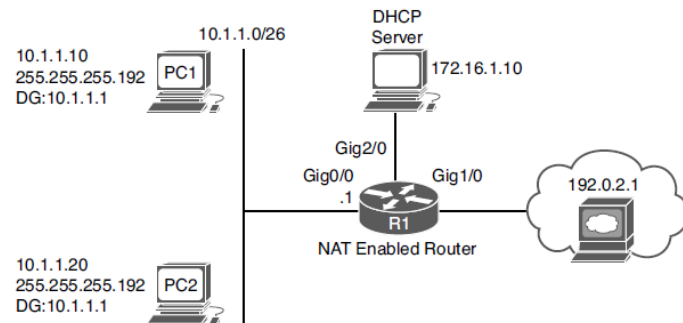 DHCP
Server
10.1.1.0/26
10.1.1.10
255.255.255.192
DG:10.1.1.1
PC1
172.16.1.10
Gig2/0
Gig0/0
Gig1/0
.1
192.0.2.1
R1
NAT Enabled Router
10.1.1.20
255.255.255.192
DG:10.1.1.1
PC2